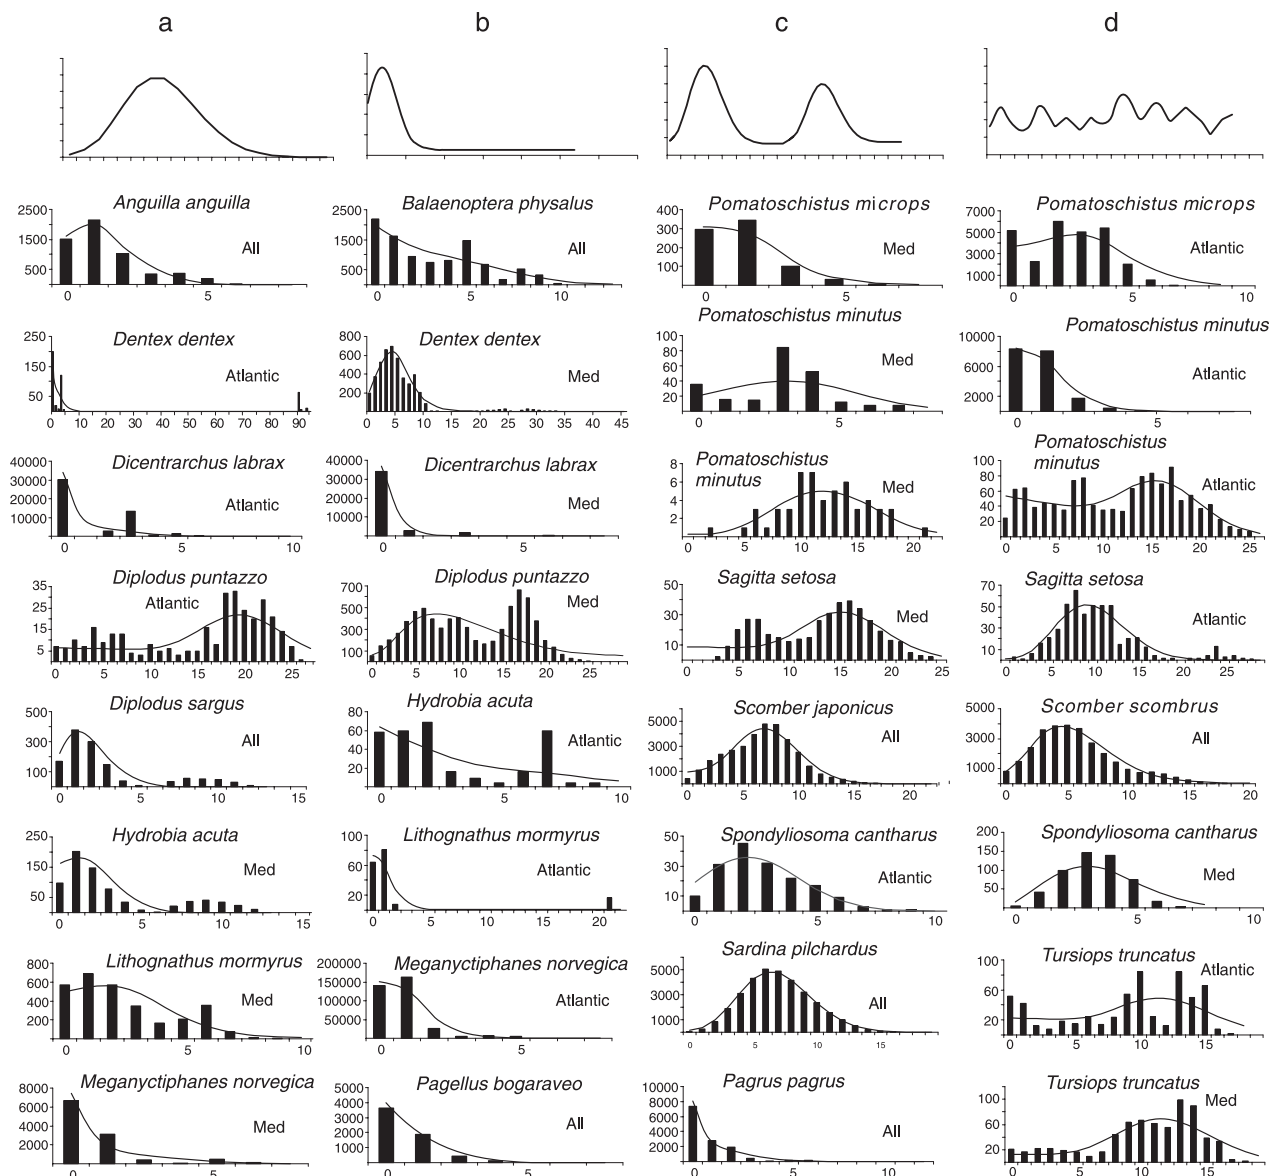 a b c d
Anguilla anguilla Balaenoptera physalus Pomatoschistus microps Pomatoschistus microps
2500 2500 400 7000
All All Med Atlantic
1500 1500 300 5000
200 3000
500 500 100 1000
0 5 0 5 10 0 5 0 5 10
Dentex dentex Dentex dentex Pomatoschistus minutus Pomatoschistus minutus
250 800 100 10000
Atlantic Med Med Atlantic
150 600 80 6000
400 60
50 200 40 2000
20
0 10 20 30 40 50 60 70 80 90 0 5 10 15 20 25 30 35 40 45 0 5 0 5
Dicentrarchus labrax Dicentrarchus labrax Pomatoschistus minutus Pomatoschistus minutus
40000 40000 8 100
30000 30000 6 80
Atlantic Med Med Atlantic
20000 20000 4 60
10000 10000 2 40
20
0 5 10 0 5 0 5 10 15 20 0 5 10 15 20 25
Diplodus puntazzo Diplodus puntazzo Sagitta setosa Sagitta setosa
35 700 50 70
Atlantic Med Med Atlantic
25 500 30 50
15 300 10 30
5 100 10
0 5 10 15 20 25 0 5 10 15 20 25 0 5 10 15 20 25 0 5 10 15 20 25
Diplodus sargus Hydrobia acuta Scomber japonicus Scomber scombrus
500 80 5000 5000
All Atlantic All All
300 60 3000 3000
100 40 1000 1000
20
0 5 10 15 0 5 10 0 5 10 15 20 0 5 10 15 20
Hydrobia acuta Lithognathus mormyrus Spondyliosoma cantharus Spondyliosoma cantharus
250 100 50 200
Med Atlantic Atlantic Med
150 80 30 150
60 100
50 40 10 50
20
0 5 10 15 0 5 10 15 20 0 5 10 0 5 10
Lithognathus mormyrus Meganyctiphanes norvegica Sardina pilchardus Tursiops truncatus
800 200000 5000 100
Med Atlantic All Atlantic
600 150000 3000
400 100000 60
200 50000 1000 20
0 5 10 0 5 0 5 10 15 0 5 10 15
Meganyctiphanes norvegica Pagellus bogaraveo Pagrus pagrus Tursiops truncatus
8000 5000 10000 100
Med All All Med
6000 4000 8000
4000 3000 6000 60
2000 2000 4000 20
1000 2000
0 5 0 5 0 5 0 5 10 15